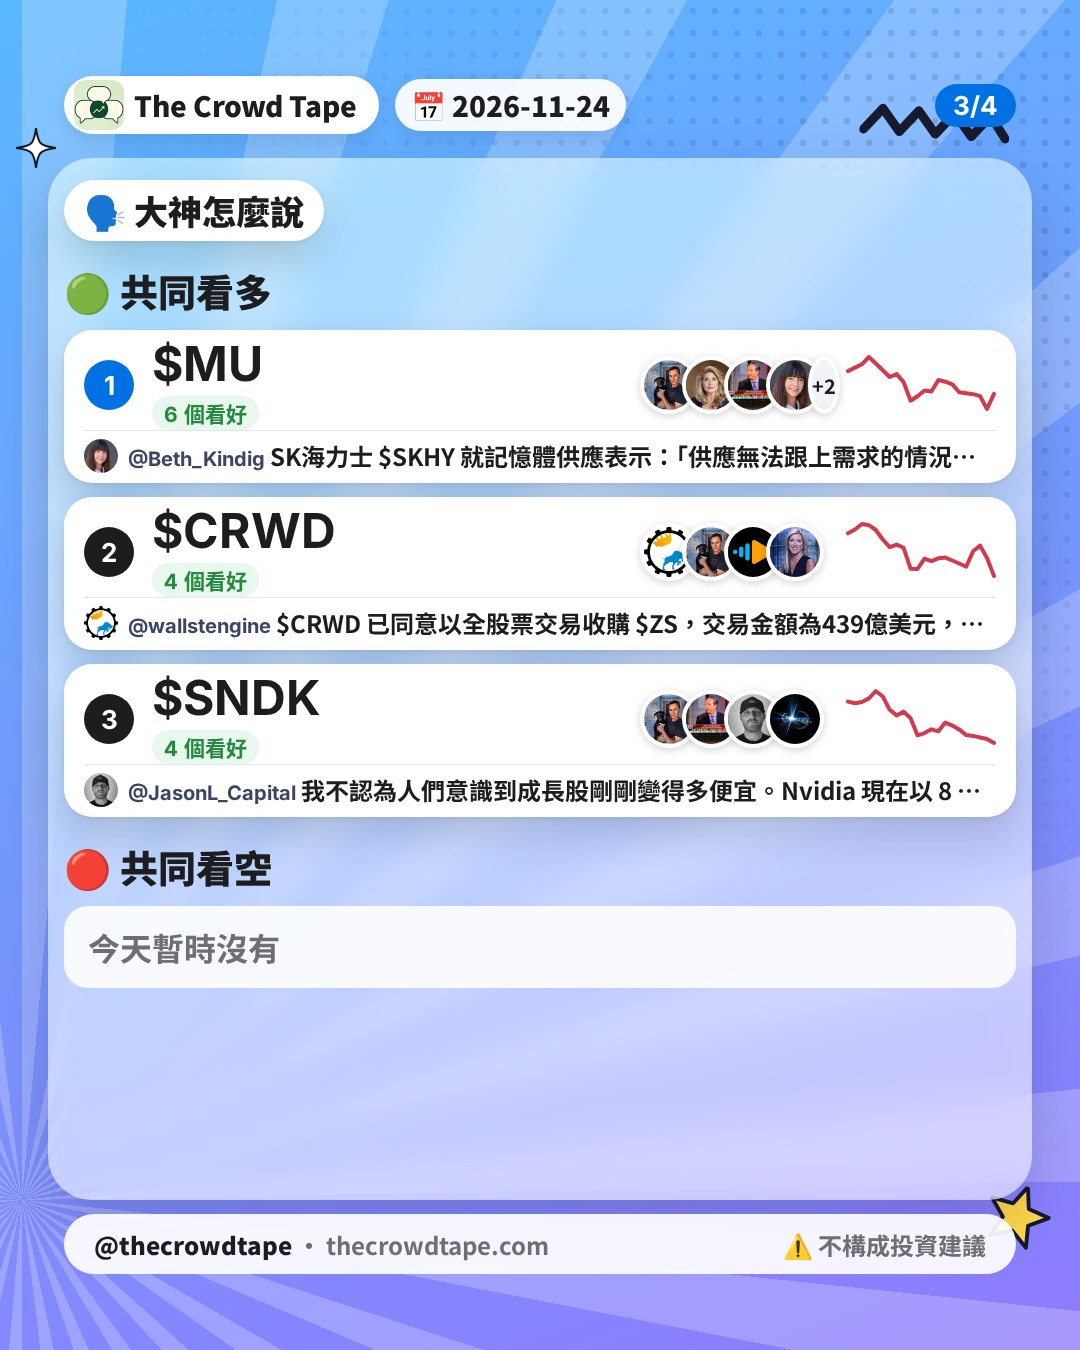 The Crowd Tape
July 17 2026-11-24
3/4
大神怎麼說
共同看多
1 $MU
6 個看好
+2
@Beth_Kindig SK海力士 $SKHY 就記憶體供應表示：「供應無法跟上需求的情況⋯
2 $CRWD
4 個看好
@wallstengine $CRWD 已同意以全股票交易收購 $ZS，交易金額為439億美元，⋯
3 $SNDK
4 個看好
@JasonL_Capital 我不認為人們意識到成長股剛剛變得多便宜。Nvidia 現在以 8 ⋯
共同看空
今天暫時沒有
@thecrowdtape · thecrowdtape.com
不構成投資建議